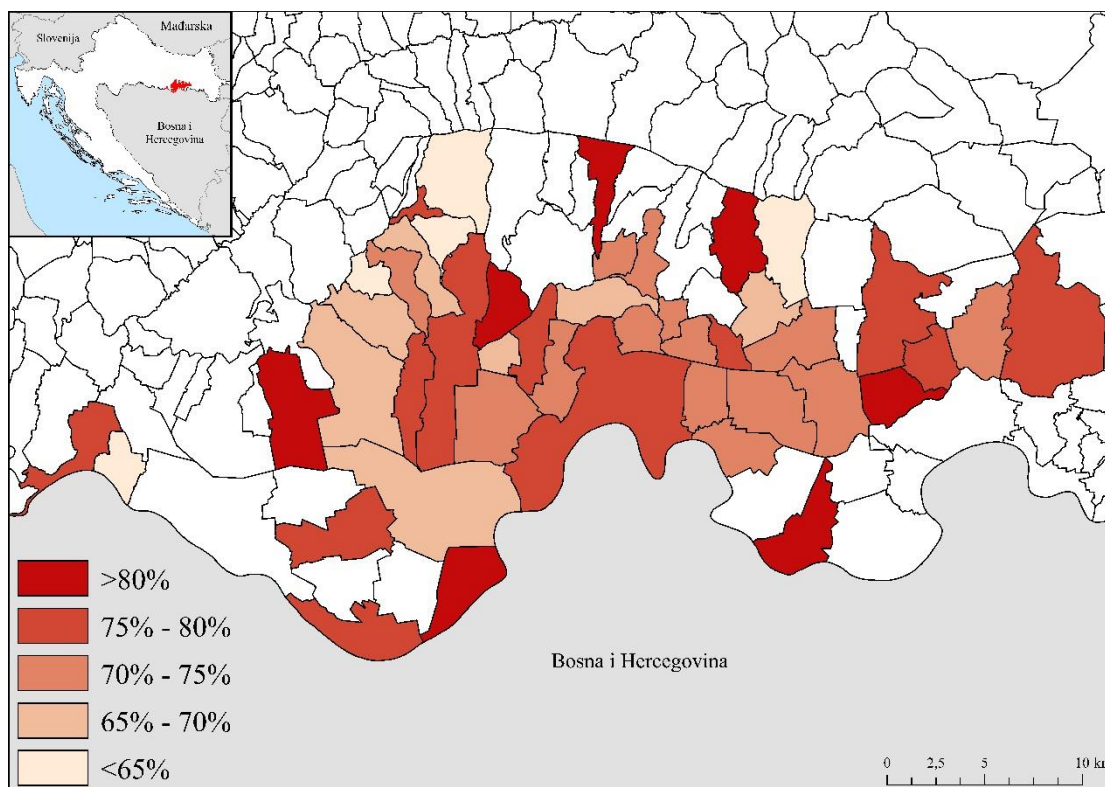 Mađarska
Slovenija
Bosna i
Hercegovina
>80%
75% - 80%
70% - 75%
65% - 70%
<65%
Bosna i Hercegovina
0 2,5 5 10 km